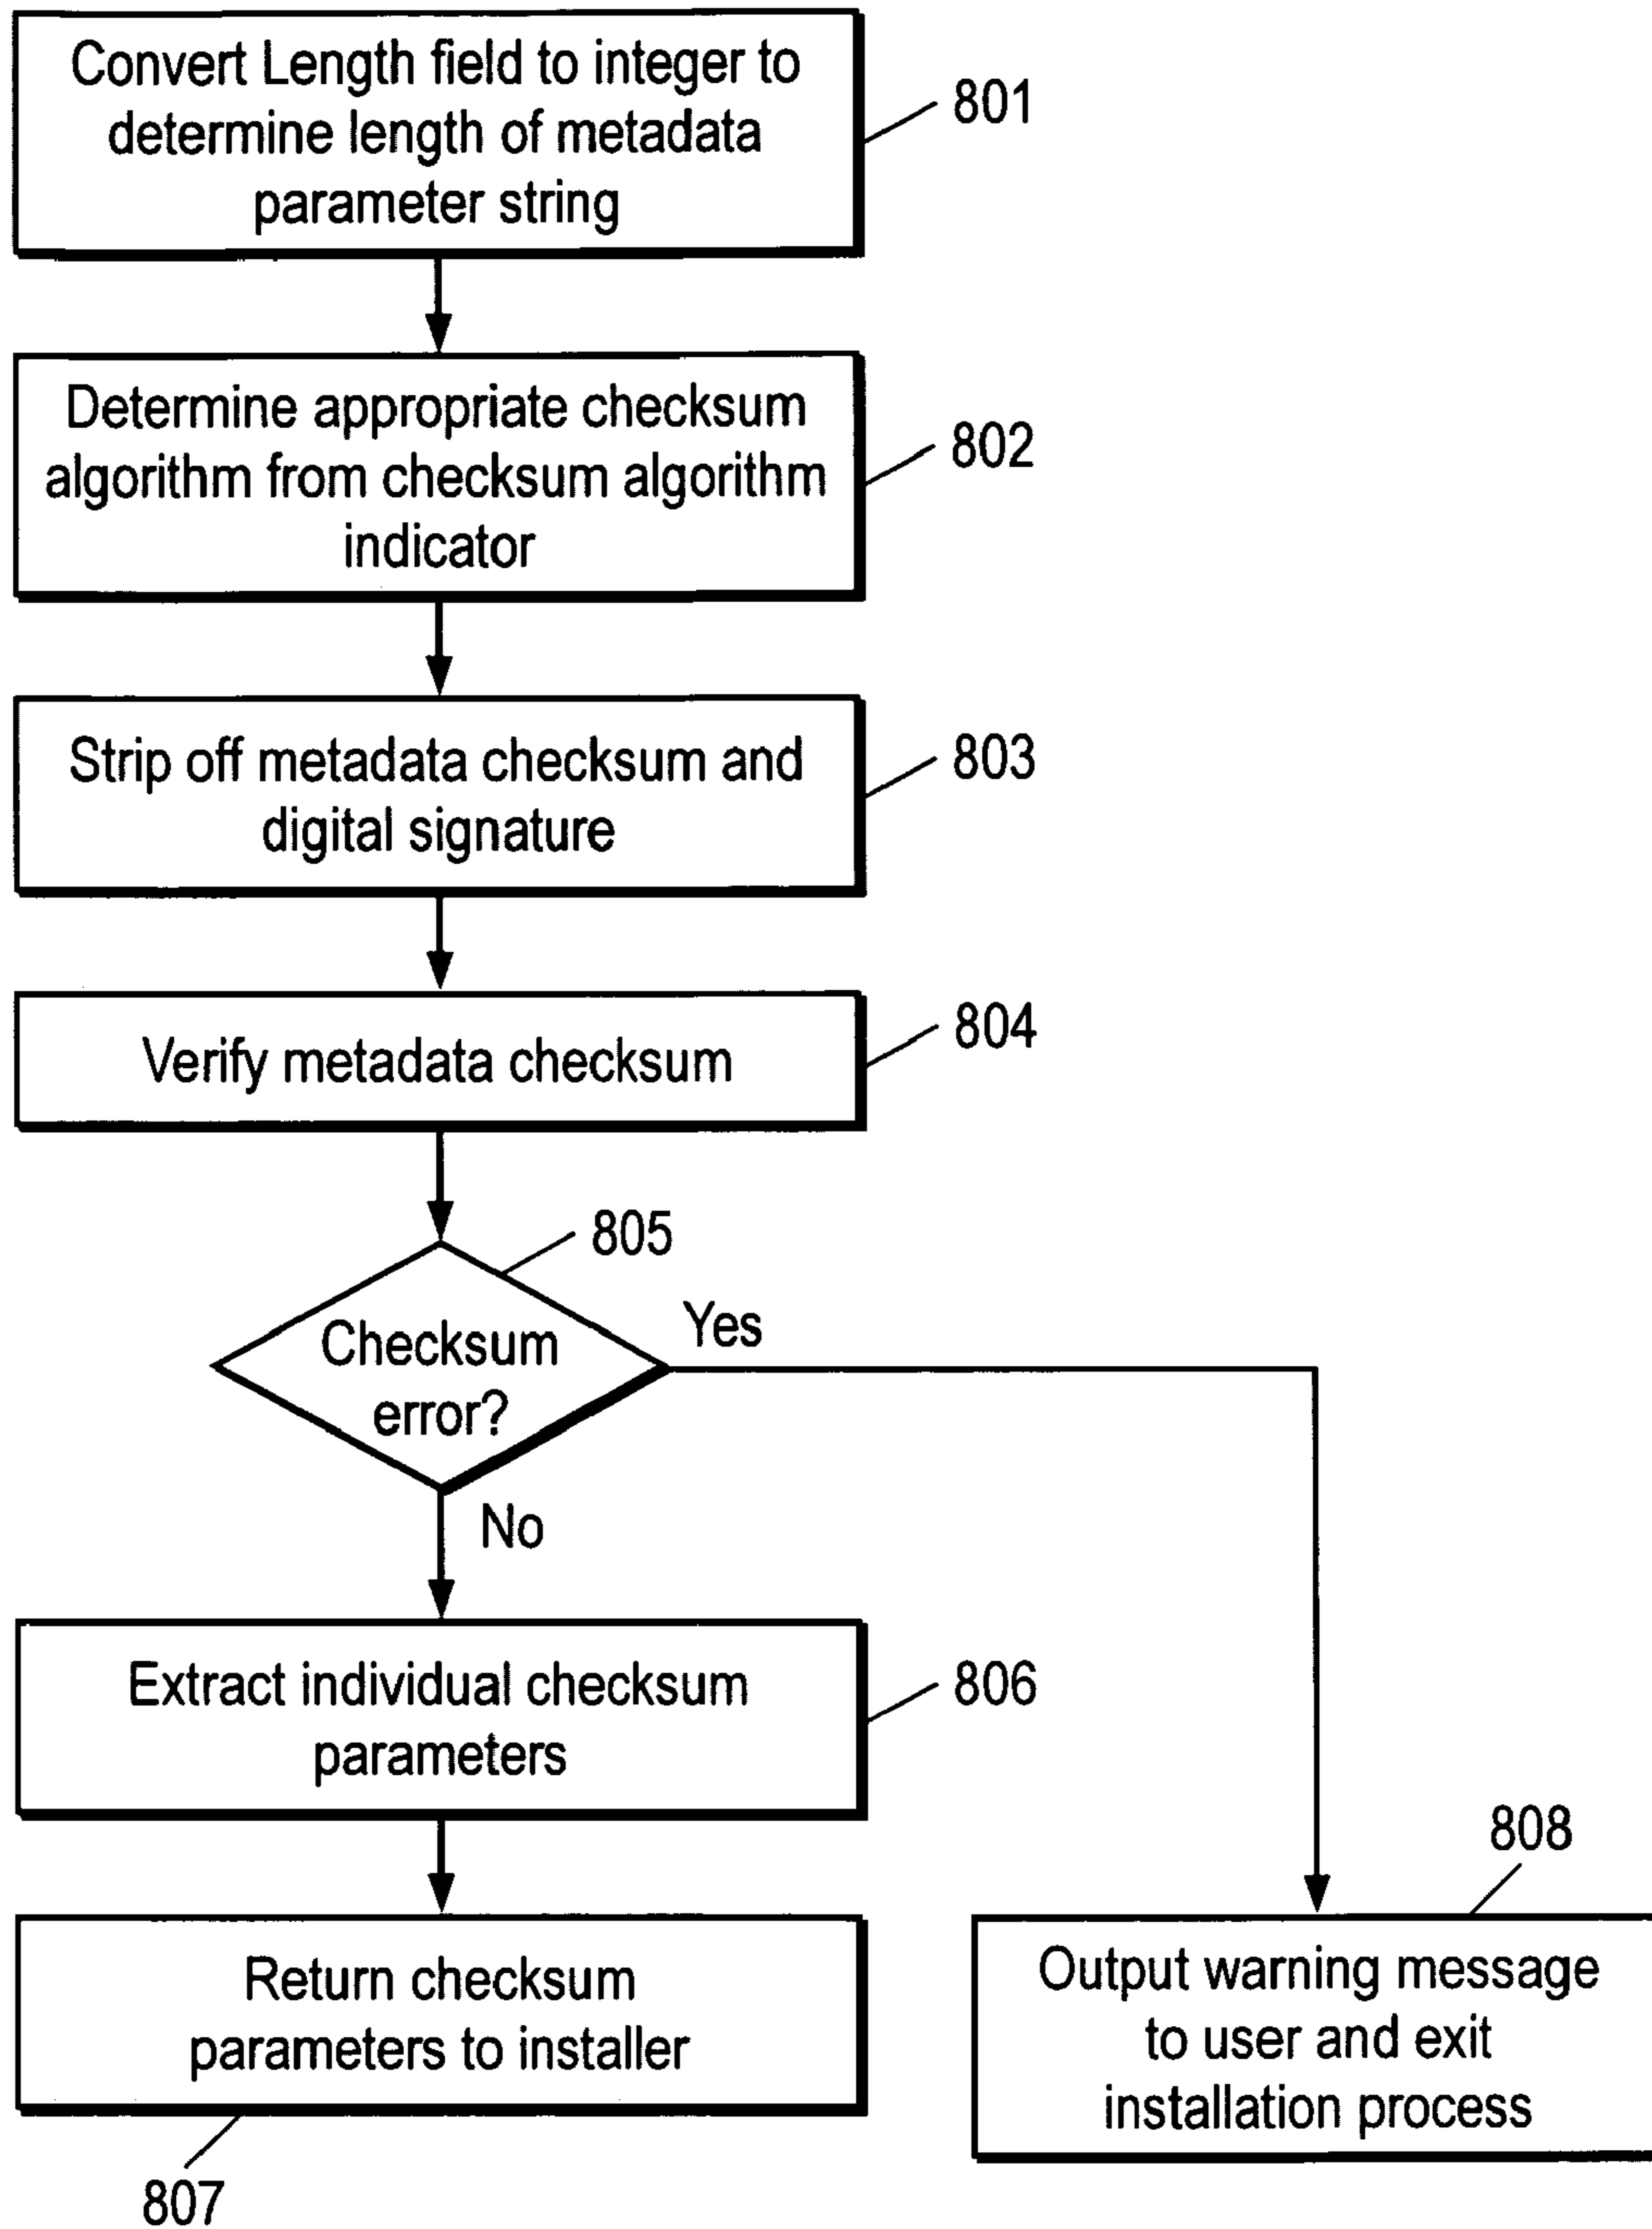 Convert Length field to integer to
determine length of metadata
parameter string
801
Determine appropriate checksum
algorithm from checksum algorithm
indicator
802
Strip off metadata checksum and
digital signature
803
Verify metadata checksum
804
805
Checksum
error?
Yes
No
Extract individual checksum
parameters
806
Return checksum
parameters to installer
807
808
Output warning message
to user and exit
installation process